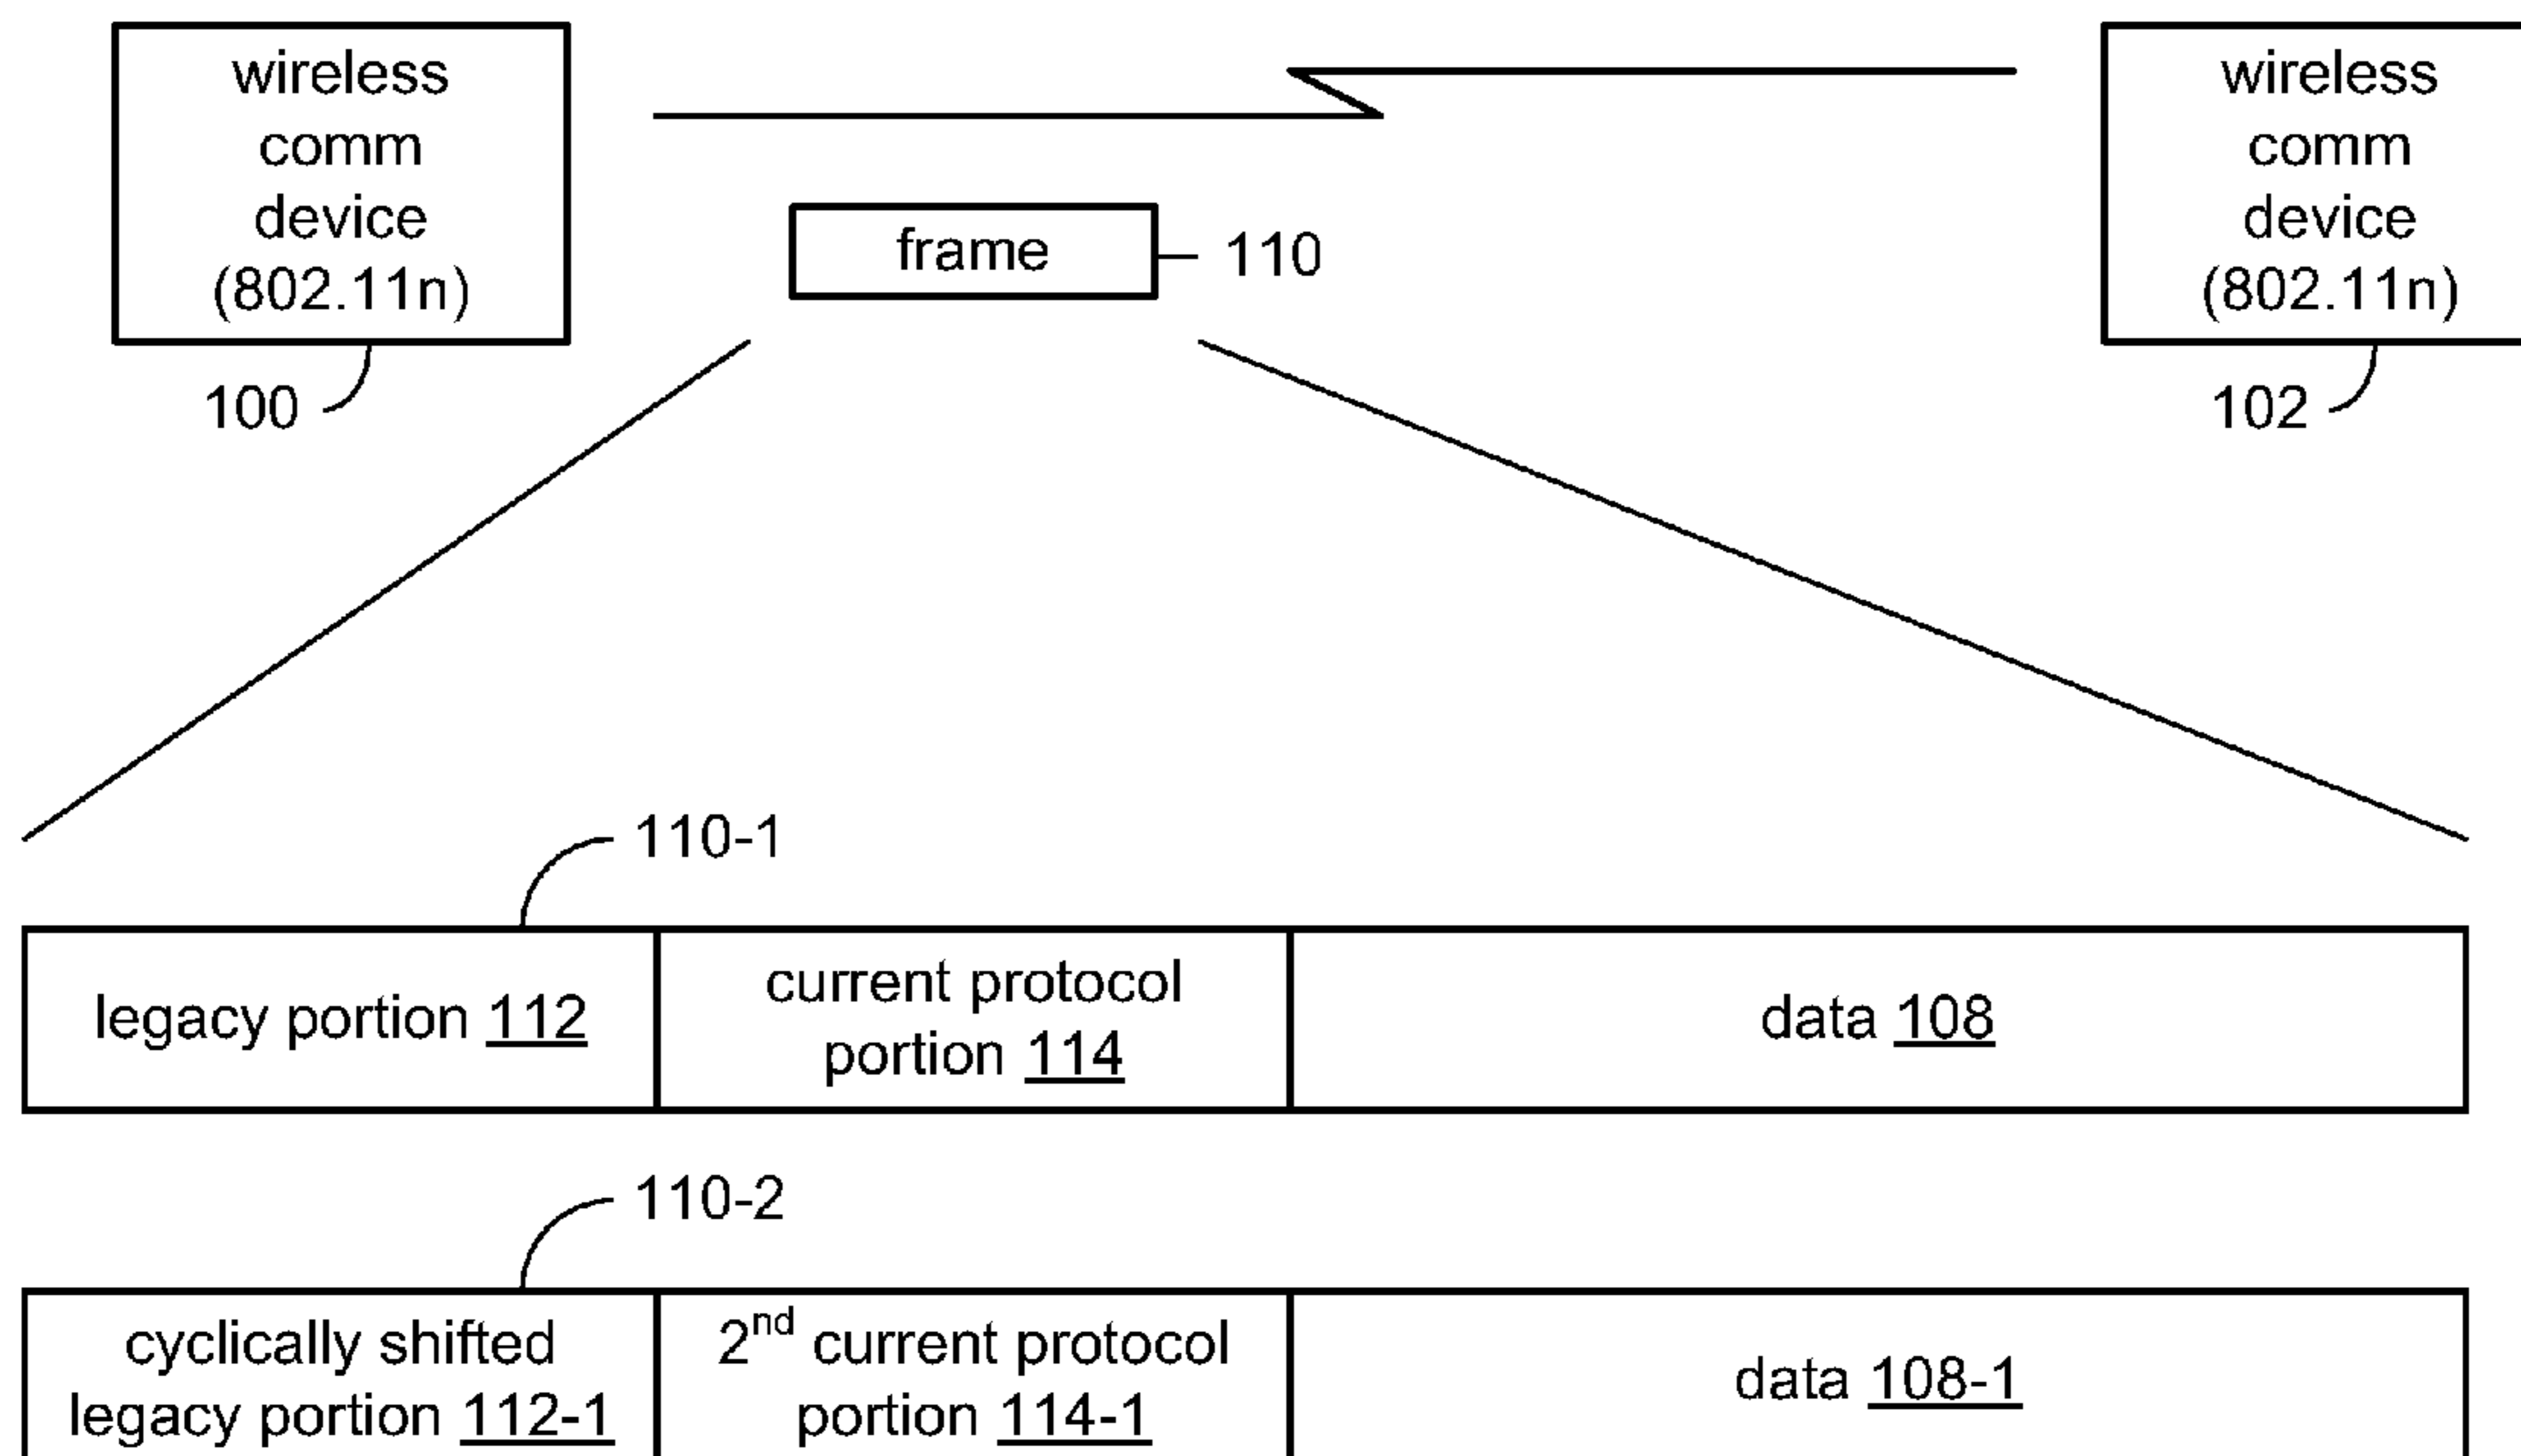 wireless
comm
device
(802.11n)
100
frame
110
wireless
comm
device
(802.11n)
102
110-1
legacy portion 112
current protocol
portion 114
data 108
110-2
cyclically shifted
legacy portion 112-1
2nd current protocol
portion 114-1
data 108-1